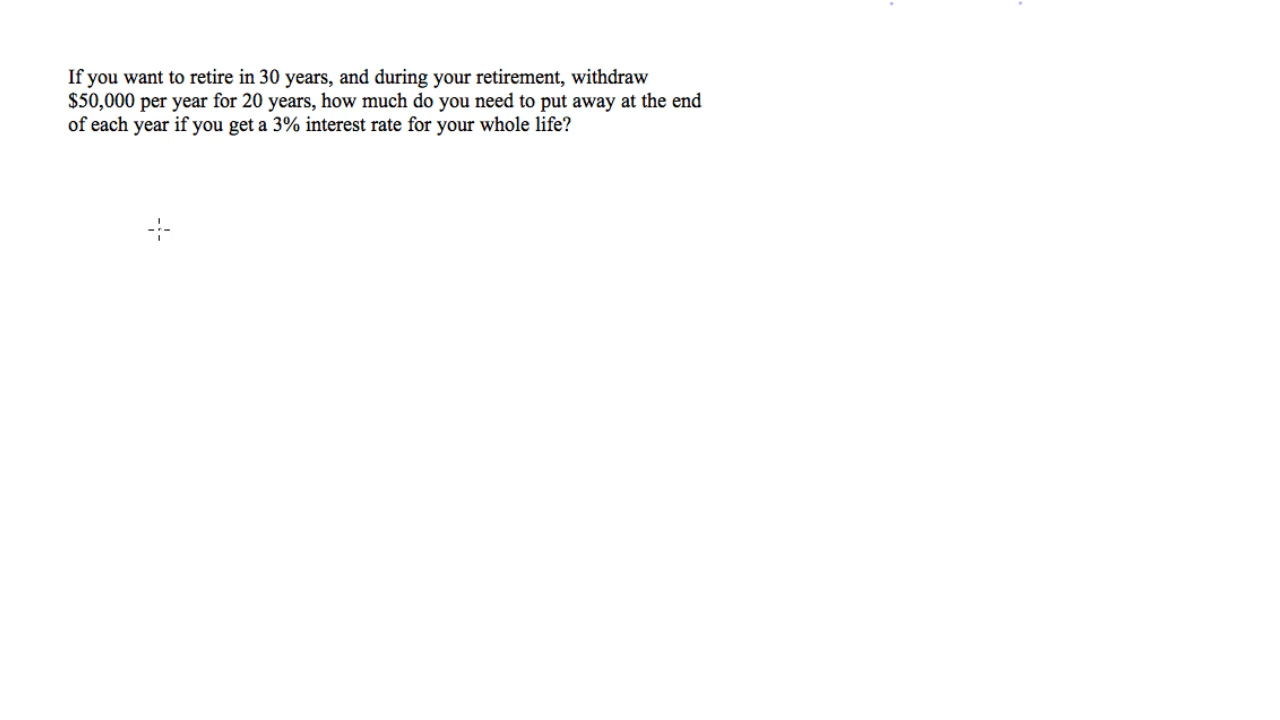 If you want to retire in 30 years, and during your retirement, withdraw
$50,000 per year for 20 years, how much do you need to put away at the end
of each year if you get a 3% interest rate for your whole life?